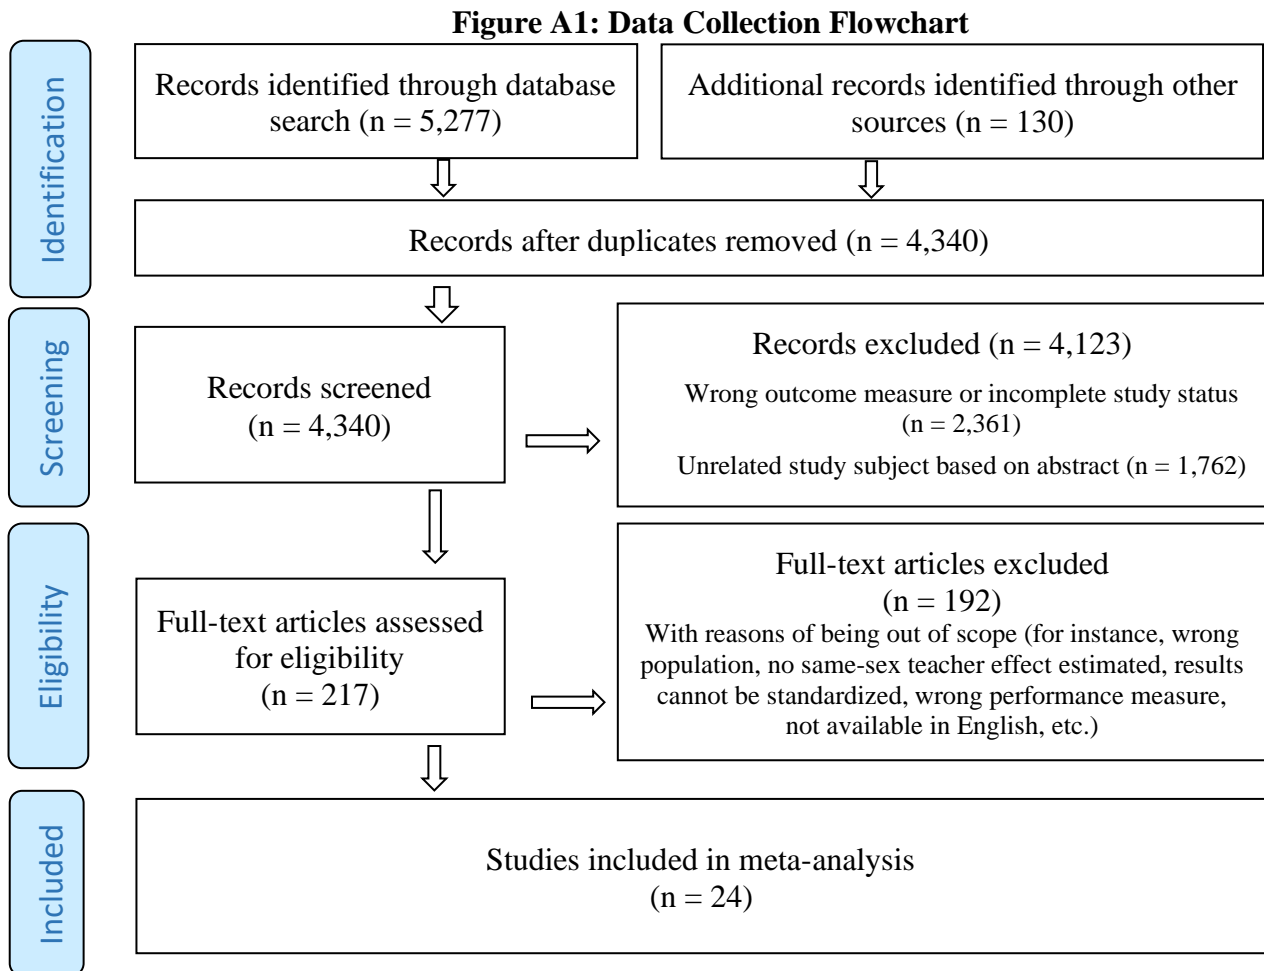 Figure A1: Data Collection Flowchart
Identification
Records identified through database
search (n = 5,277)
Additional records identified through other
sources (n = 130)
Records after duplicates removed (n = 4,340)
Screening
Records screened
(n = 4,340)
Records excluded (n = 4,123)
Wrong outcome measure or incomplete study status
(n = 2,361)
Unrelated study subject based on abstract (n = 1,762)
Eligibility
Full-text articles assessed
for eligibility
(n = 217)
Full-text articles excluded
(n = 192)
With reasons of being out of scope (for instance, wrong
population, no same-sex teacher effect estimated, results
cannot be standardized, wrong performance measure,
not available in English, etc.)
Included
Studies included in meta-analysis
(n = 24)